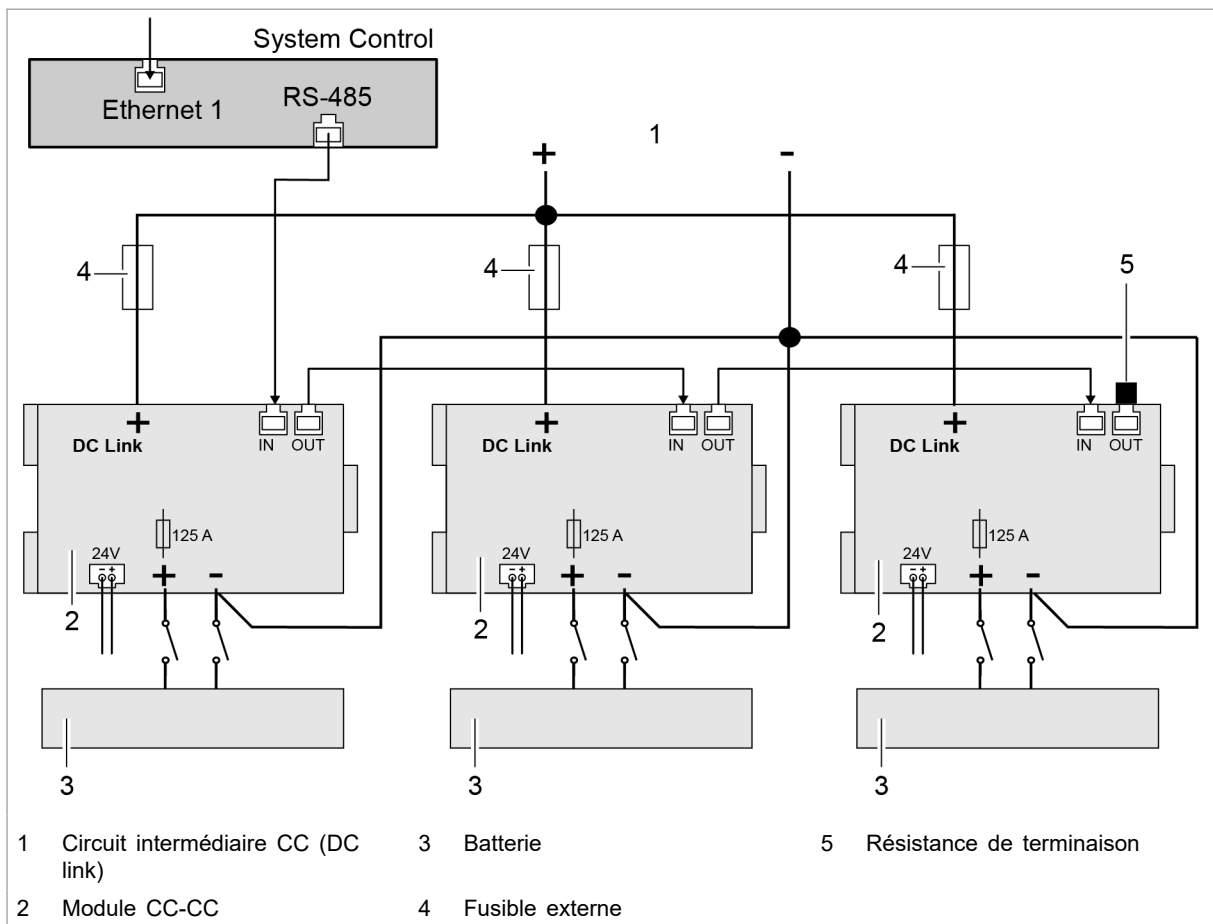 System Control
Ethernet 1
RS-485
+
1
-
4
4
4
5
+
DC Link
IN
OUT
+
DC Link
IN
OUT
+
DC Link
IN
OUT
125 A
24V
- +
+
-
2
125 A
24V
- +
+
-
2
125 A
24V
- +
+
-
2
3
3
3
1 Circuit intermédiaire CC (DC
link)
2 Module CC-CC
3 Batterie
4 Fusible externe
5 Résistance de terminaison